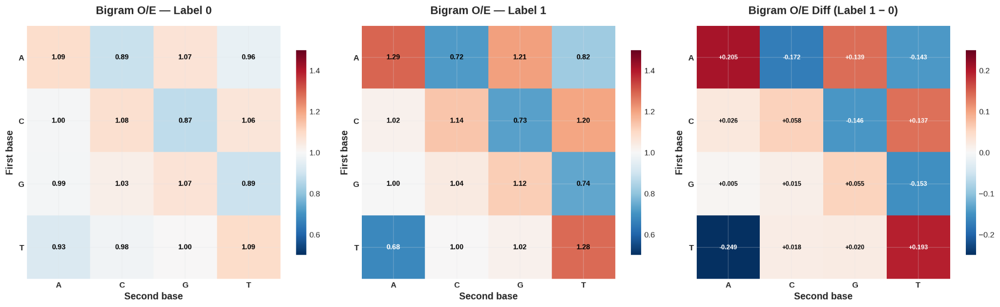 Bigram O/E — Label 0
First base
A 1.09 0.89 1.07 0.96
C 1.00 1.08 0.87 1.06
G 0.99 1.03 1.07 0.89
T 0.93 0.98 1.00 1.09
A C G T
Second base
1.4
1.2
1.0
0.8
0.6
Bigram O/E — Label 1
First base
A 1.29 0.72 1.21 0.82
C 1.02 1.14 0.73 1.20
G 1.00 1.04 1.12 0.74
T 0.68 1.00 1.02 1.28
A C G T
Second base
1.4
1.2
1.0
0.8
0.6
Bigram O/E Diff (Label 1 − 0)
First base
A +0.205 -0.172 +0.139 -0.143
C +0.026 +0.058 -0.146 +0.137
G +0.005 +0.015 +0.055 -0.153
T -0.249 +0.018 +0.020 +0.193
A C G T
Second base
0.2
0.1
0.0
−0.1
−0.2